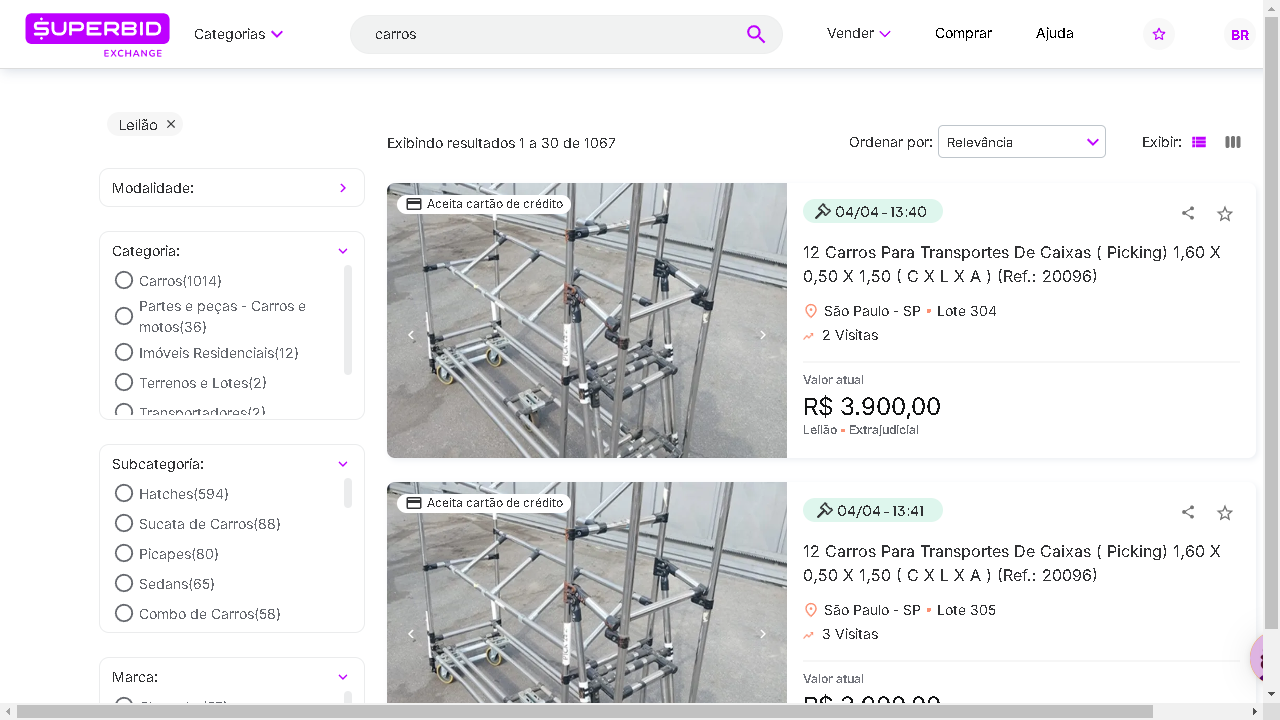 SUPERBID
EXCHANGE
Categorias
carros
Vender
Comprar
Ajuda
BR
Leilão
Exibindo resultados 1 a 30 de 1067
Ordenar por:
Relevância
Exibir:
Modalidade:
Categoria:
Carros(1014)
Partes e peças - Carros e
motos(36)
Imóveis Residenciais(12)
Terrenos e Lotes(2)
Transportadores(2)
Subcategoria:
Hatches(594)
Sucata de Carros(88)
Picapes(80)
Sedans(65)
Combo de Carros(58)
Marca:
Aceita cartão de crédito
04/04 - 13:40
12 Carros Para Transportes De Caixas ( Picking) 1,60 X
0,50 X 1,50 ( C X L X A ) (Ref.: 20096)
São Paulo - SP • Lote 304
2 Visitas
Valor atual
R$ 3.900,00
Leilão • Extrajudicial
Aceita cartão de crédito
04/04 - 13:41
12 Carros Para Transportes De Caixas ( Picking) 1,60 X
0,50 X 1,50 ( C X L X A ) (Ref.: 20096)
São Paulo - SP • Lote 305
3 Visitas
Valor atual